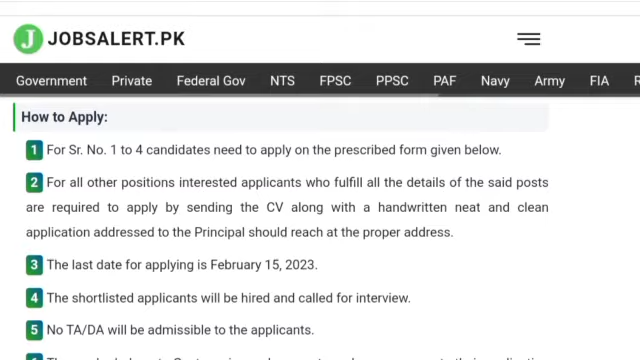 J JOBSALERT.PK
Government Private Federal Gov NTS FPSC PPSC PAF Navy Army FIA
How to Apply:
1 For Sr. No. 1 to 4 candidates need to apply on the prescribed form given below.
2 For all other positions interested applicants who fulfill all the details of the said posts
are required to apply by sending the CV along with a handwritten neat and clean
application addressed to the Principal should reach at the proper address.
3 The last date for applying is February 15, 2023.
4 The shortlisted applicants will be hired and called for interview.
5 No TA/DA will be admissible to the applicants.